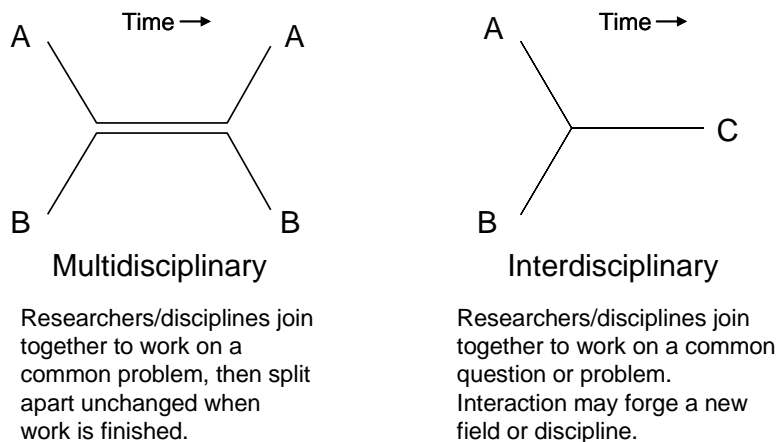 Time →
A
A
B
B
Multidisciplinary
Researchers/disciplines join
together to work on a
common problem, then split
apart unchanged when
work is finished.
Time →
A
C
B
Interdisciplinary
Researchers/disciplines join
together to work on a common
question or problem.
Interaction may forge a new
field or discipline.